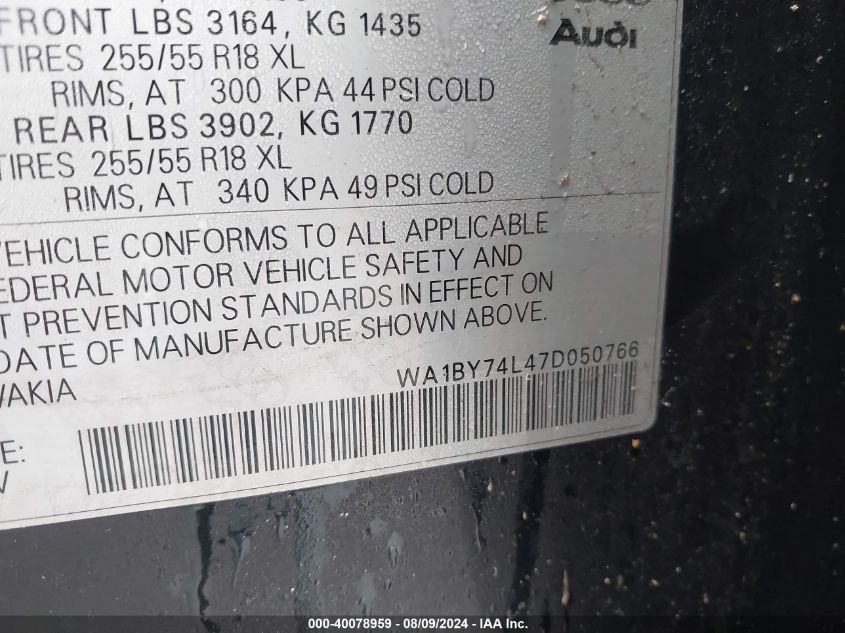 FRONT LBS 3164, KG 1435
Audi
TIRES 255/55 R18 XL
RIMS, AT 300 KPA 44 PSI COLD
REAR LBS 3902, KG 1770
TIRES 255/55 R18 XL
RIMS, AT 340 KPA 49 PSI COLD
VEHICLE CONFORMS TO ALL APPLICABLE
EDERAL MOTOR VEHICLE SAFETY AND
T PREVENTION STANDARDS IN EFFECT ON
DATE OF MANUFACTURE SHOWN ABOVE.
VAKIA
WA1BY74L47D050766
E:
V
000-40078959 - 08/09/2024 - IAA Inc.